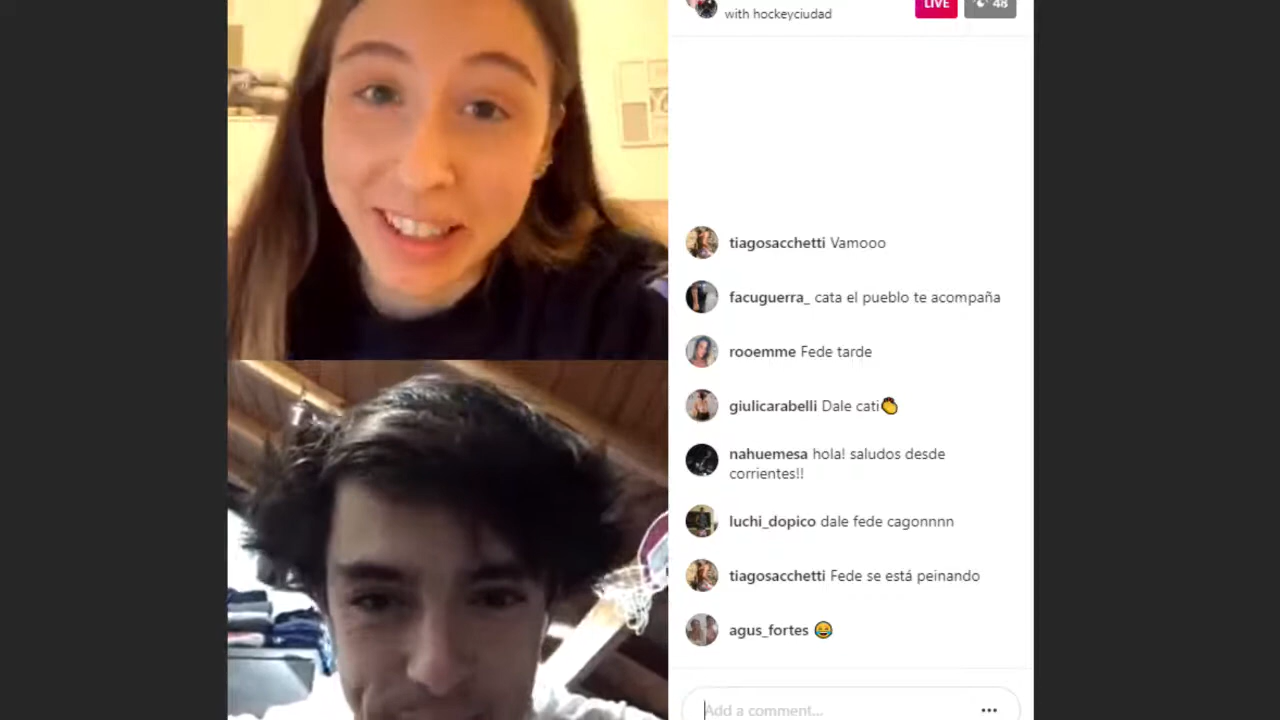 with hockeyciudad
LIVE
48
tiagosacchetti Vamooo
facuguerra_ cata el pueblo te acompaña
rooemme Fede tarde
giulicarabelli Dale cati👏
nahuemesa hola! saludos desde
corrientes!!
luchi_dopico dale fede cagonnnn
tiagosacchetti Fede se está peinando
agus_fortes 😂
Add a comment...